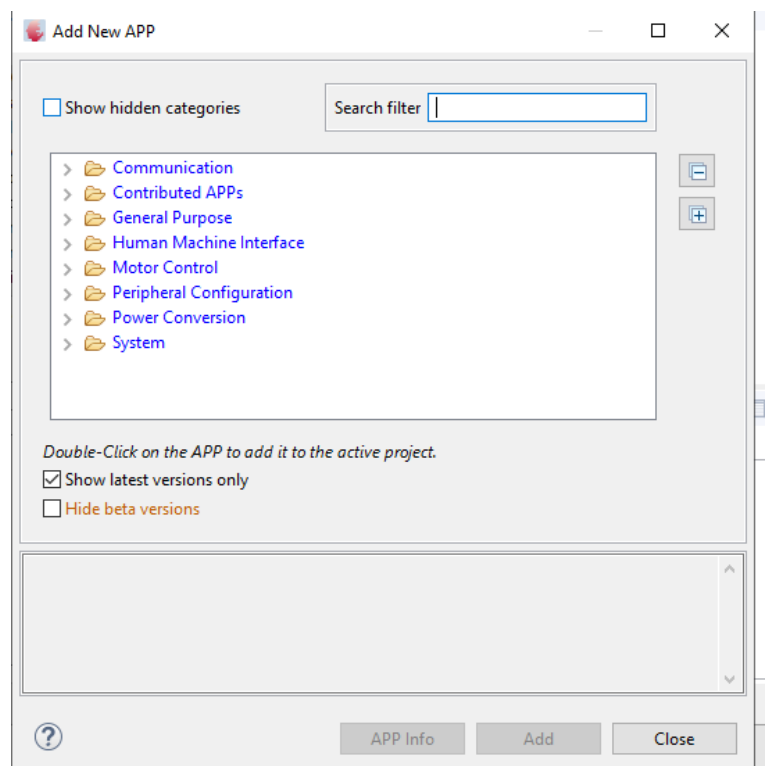 Add New APP
Show hidden categories
Search filter
Communication
Contributed APPs
General Purpose
Human Machine Interface
Motor Control
Peripheral Configuration
Power Conversion
System
Double-Click on the APP to add it to the active project.
Show latest versions only
Hide beta versions
?
APP Info Add Close